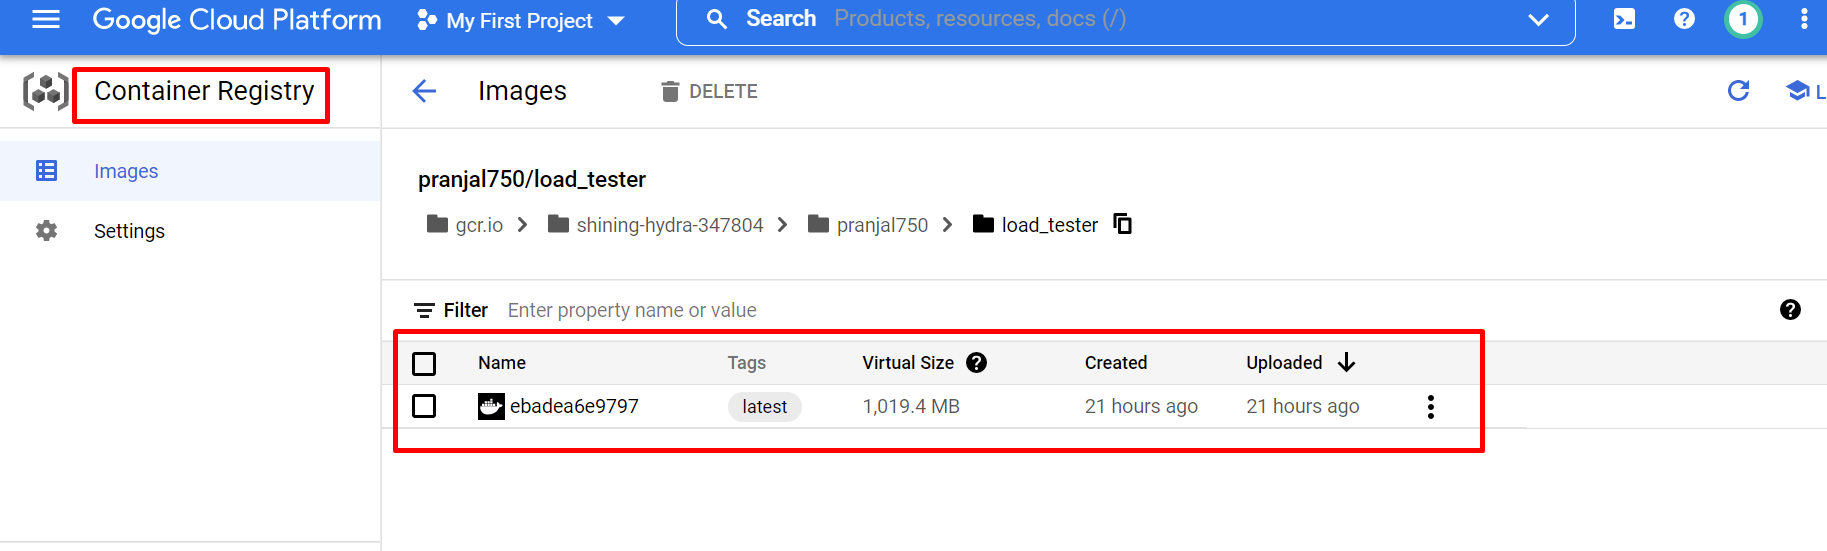 Google Cloud Platform My First Project Search Products, resources, docs (/) 1
Container Registry Images DELETE L
Images
Settings
pranjal750/load_tester
gcr.io shining-hydra-347804 pranjal750 load_tester
Filter Enter property name or value
Name Tags Virtual Size Created Uploaded
ebadea6e9797 latest 1,019.4 MB 21 hours ago 21 hours ago